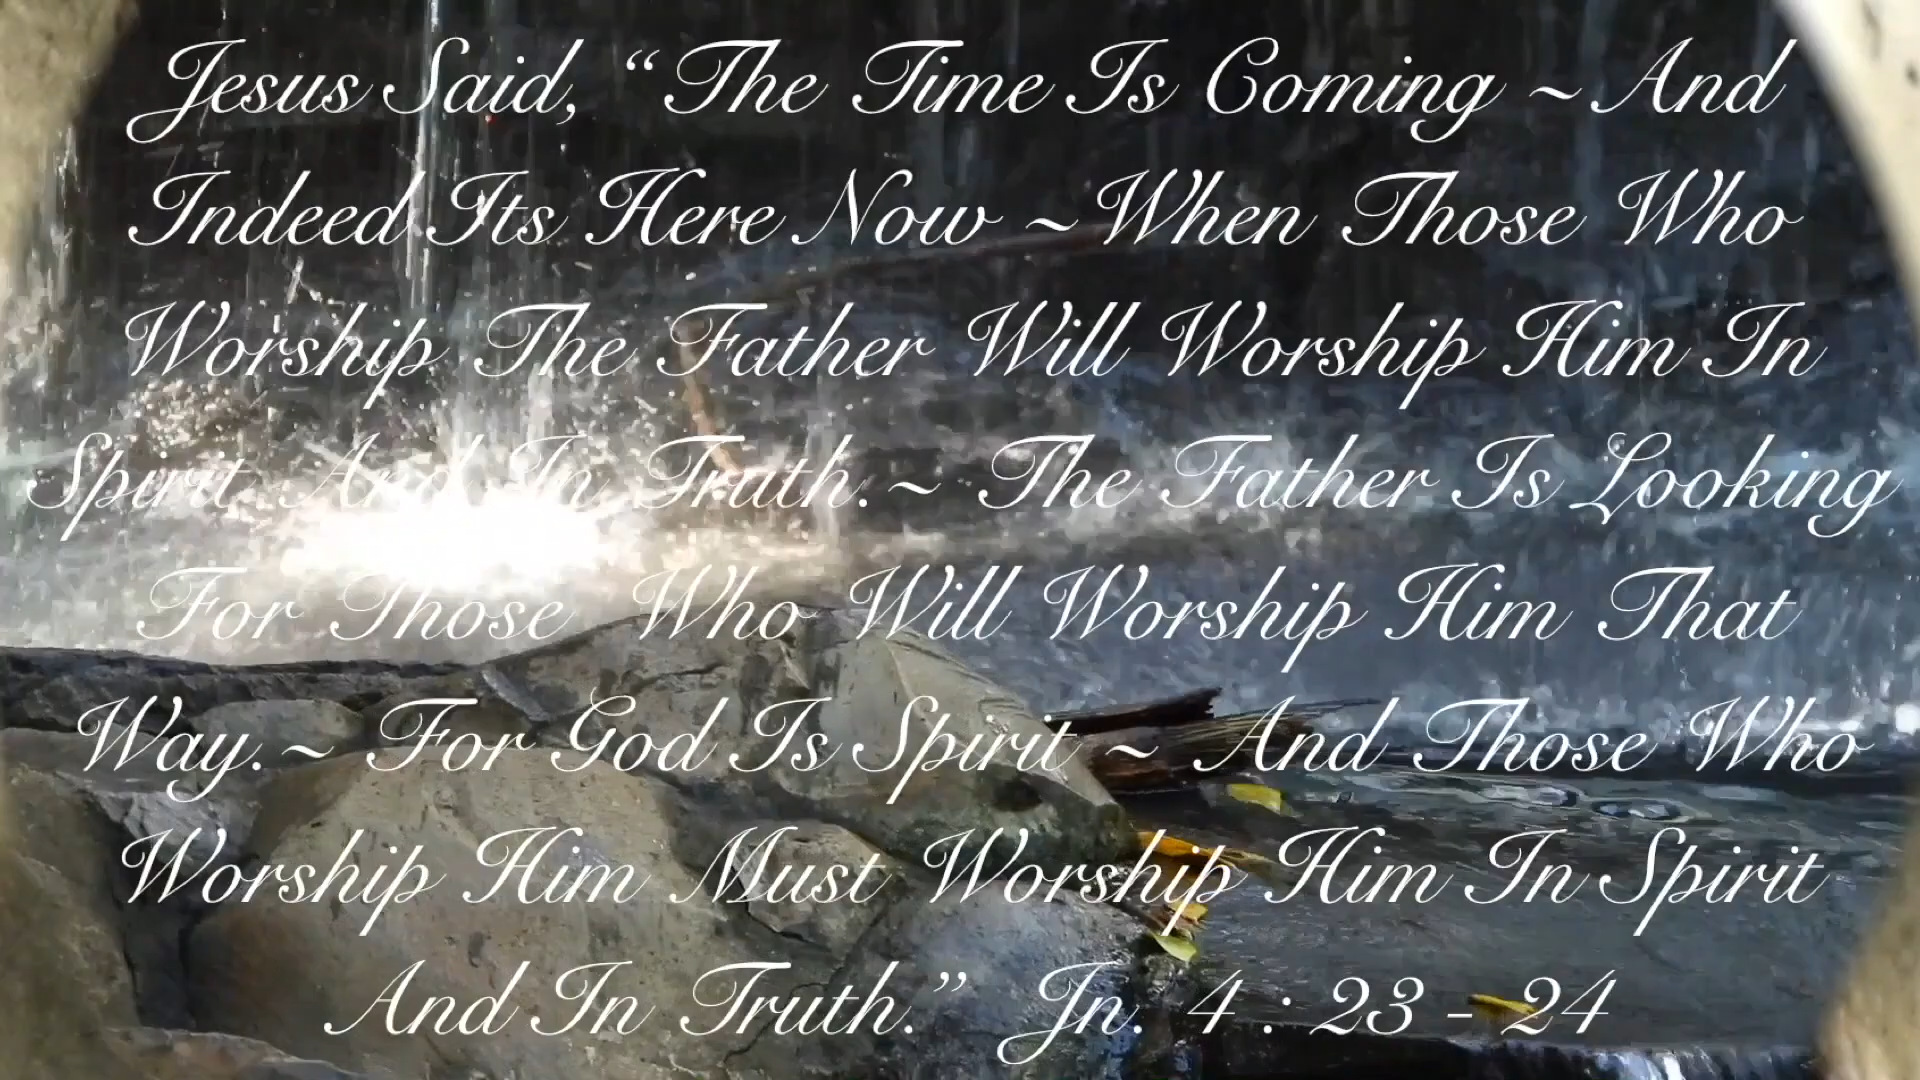 Jesus Said, “The Time Is Coming ~And
Indeed Its Here Now ~When Those Who
Worship The Father Will Worship Him In
Spirit And In Truth.~ The Father Is Looking
For Those Who Will Worship Him That
Way.~ For God Is Spirit ~ And Those Who
Worship Him Must Worship Him In Spirit
And In Truth.” Jn. 4 : 23 - 24